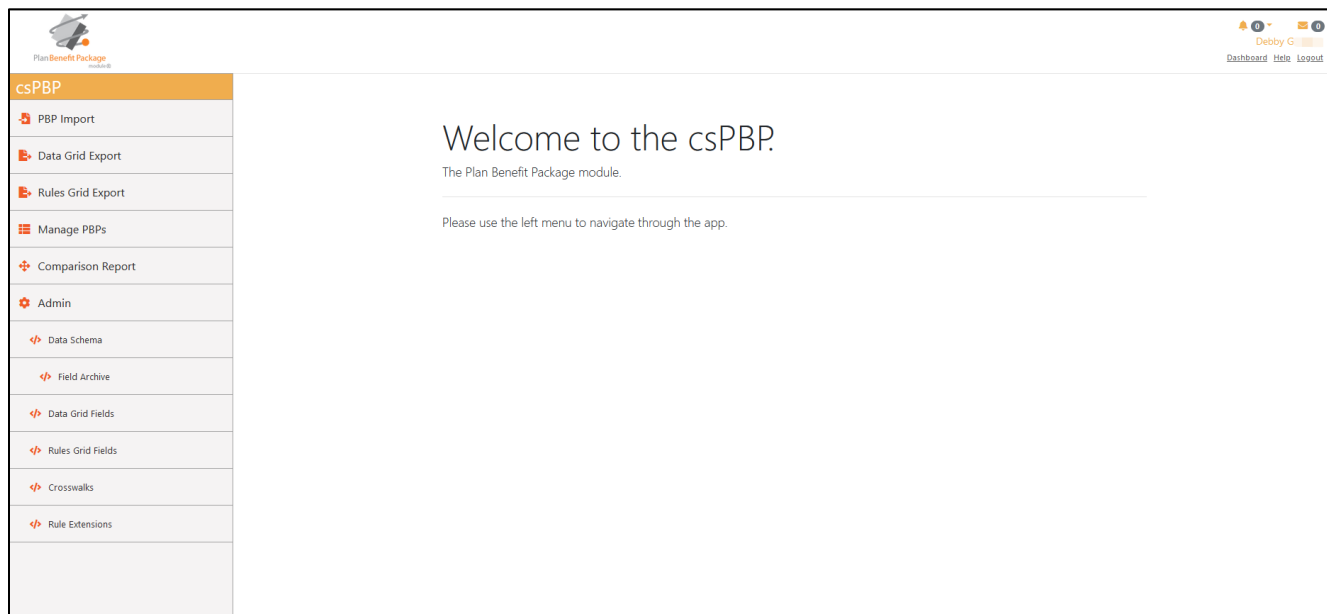 Plan Benefit Package
module
0
0
Debby G
Dashboard Help Logout
csPBP
PBP Import
Data Grid Export
Rules Grid Export
Manage PBPs
Comparison Report
Admin
Data Schema
Field Archive
Data Grid Fields
Rules Grid Fields
Crosswalks
Rule Extensions
Welcome to the csPBP.
The Plan Benefit Package module.
Please use the left menu to navigate through the app.